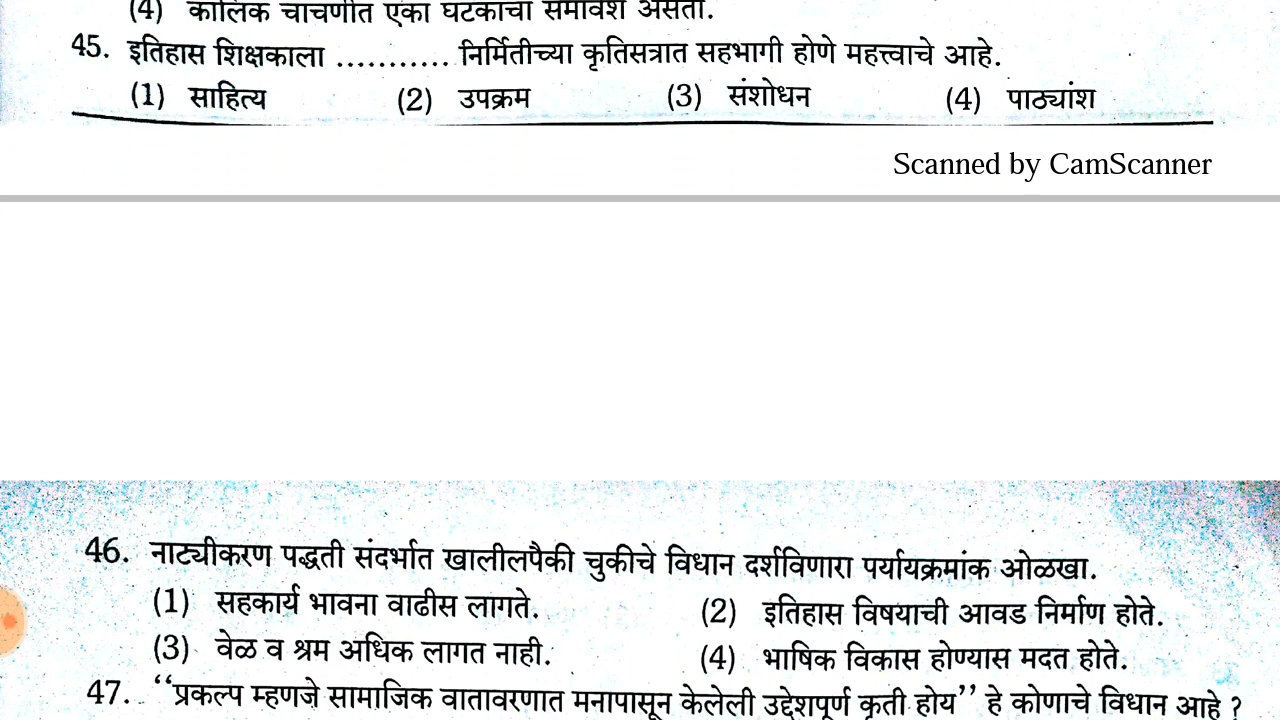 (4) कालिक चाचणीत एका घटकाचा समावेश असतो.
45. इतिहास शिक्षकाला ........... निर्मितीच्या कृतिसत्रात सहभागी होणे महत्त्वाचे आहे.
(1) साहित्य (2) उपक्रम (3) संशोधन (4) पाठ्यांश
Scanned by CamScanner
46. नाट्यीकरण पद्धती संदर्भात खालीलपैकी चुकीचे विधान दर्शविणारा पर्यायक्रमांक ओळखा.
(1) सहकार्य भावना वाढीस लागते. (2) इतिहास विषयाची आवड निर्माण होते.
(3) वेळ व श्रम अधिक लागत नाही. (4) भाषिक विकास होण्यास मदत होते.
47. “प्रकल्प म्हणजे सामाजिक वातावरणात मनापासून केलेली उद्देशपूर्ण कृती होय” हे कोणाचे विधान आहे ?